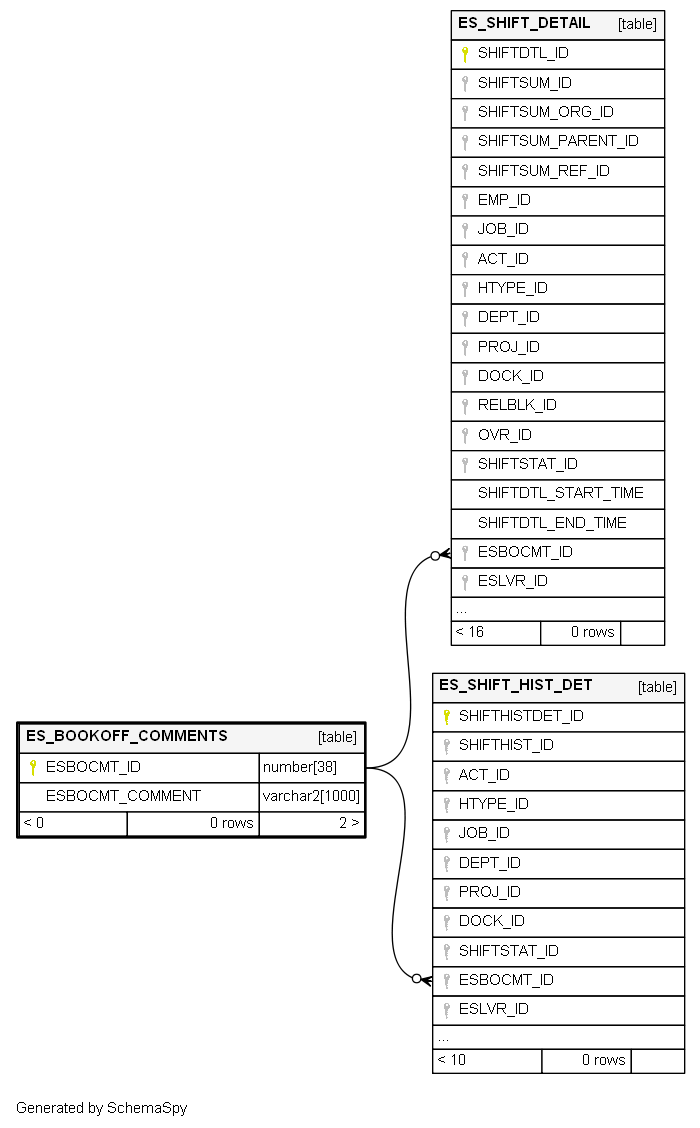 ES_SHIFT_DETAIL [table]
SHIFTDTL_ID
SHIFTSUM_ID
SHIFTSUM_ORG_ID
SHIFTSUM_PARENT_ID
SHIFTSUM_REF_ID
EMP_ID
JOB_ID
ACT_ID
HTYPE_ID
DEPT_ID
PROJ_ID
DOCK_ID
RELBLK_ID
OVR_ID
SHIFTSTAT_ID
SHIFTDTL_START_TIME
SHIFTDTL_END_TIME
ESBOCMT_ID
ESLVR_ID
...
< 16 0 rows
ES_BOOKOFF_COMMENTS [table]
ESBOCMT_ID number[38]
ESBOCMT_COMMENT varchar2[1000]
< 0 0 rows 2 >
ES_SHIFT_HIST_DET [table]
SHIFTHISTDET_ID
SHIFTHIST_ID
ACT_ID
HTYPE_ID
JOB_ID
DEPT_ID
PROJ_ID
DOCK_ID
SHIFTSTAT_ID
ESBOCMT_ID
ESLVR_ID
...
< 10 0 rows
Generated by SchemaSpy